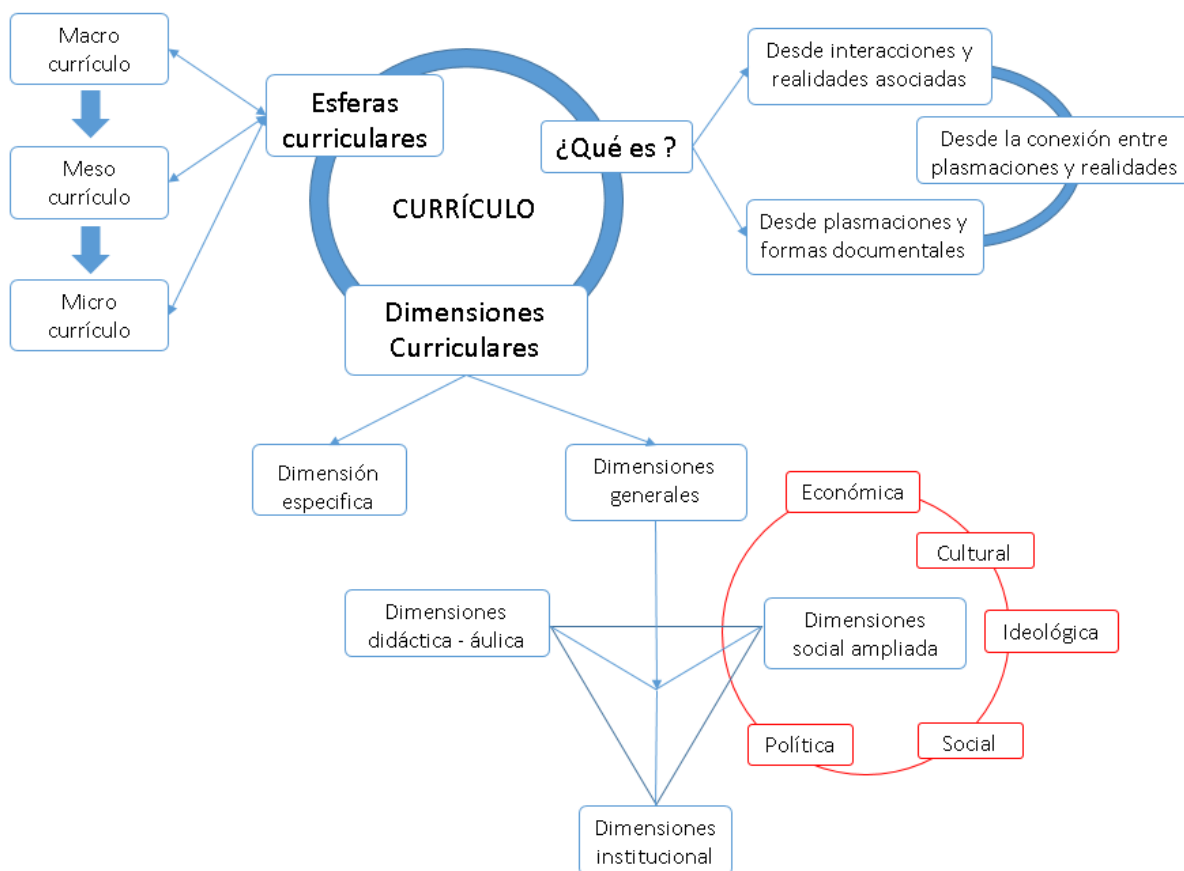 Macro
currículo
Meso
currículo
Micro
currículo
Esferas
curriculares
CURRÍCULO
¿Qué es ?
Desde interacciones y
realidades asociadas
Desde la conexión entre
plasmaciones y realidades
Desde plasmaciones y
formas documentales
Dimensiones
Curriculares
Dimensión
especifica
Dimensiones
generales
Dimensiones
didáctica - áulica
Dimensiones
social ampliada
Dimensiones
institucional
Económica
Cultural
Ideológica
Social
Política